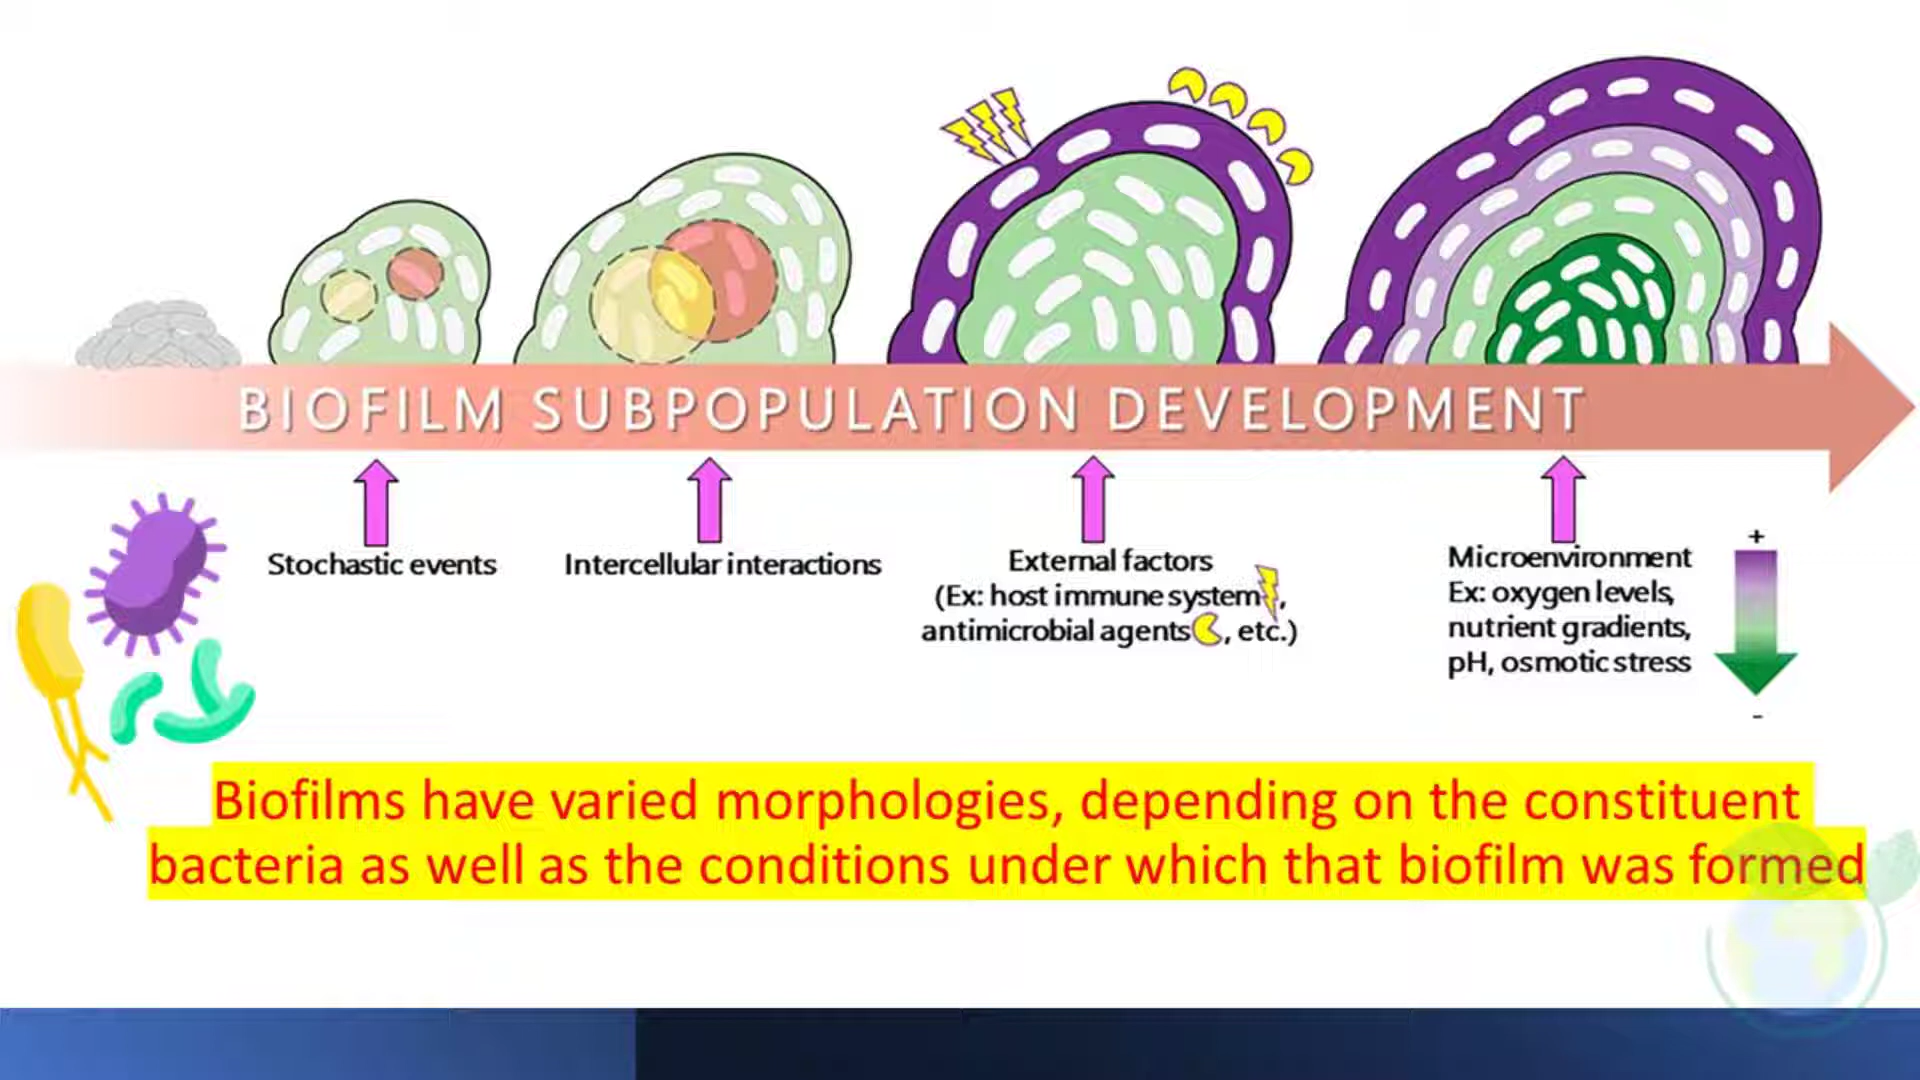 BIOFILM SUBPOPULATION DEVELOPMENT
Stochastic events
Intercellular interactions
External factors
(Ex: host immune system,
antimicrobial agents, etc.)
Microenvironment
Ex: oxygen levels,
nutrient gradients,
pH, osmotic stress
+
-
Biofilms have varied morphologies, depending on the constituent
bacteria as well as the conditions under which that biofilm was formed